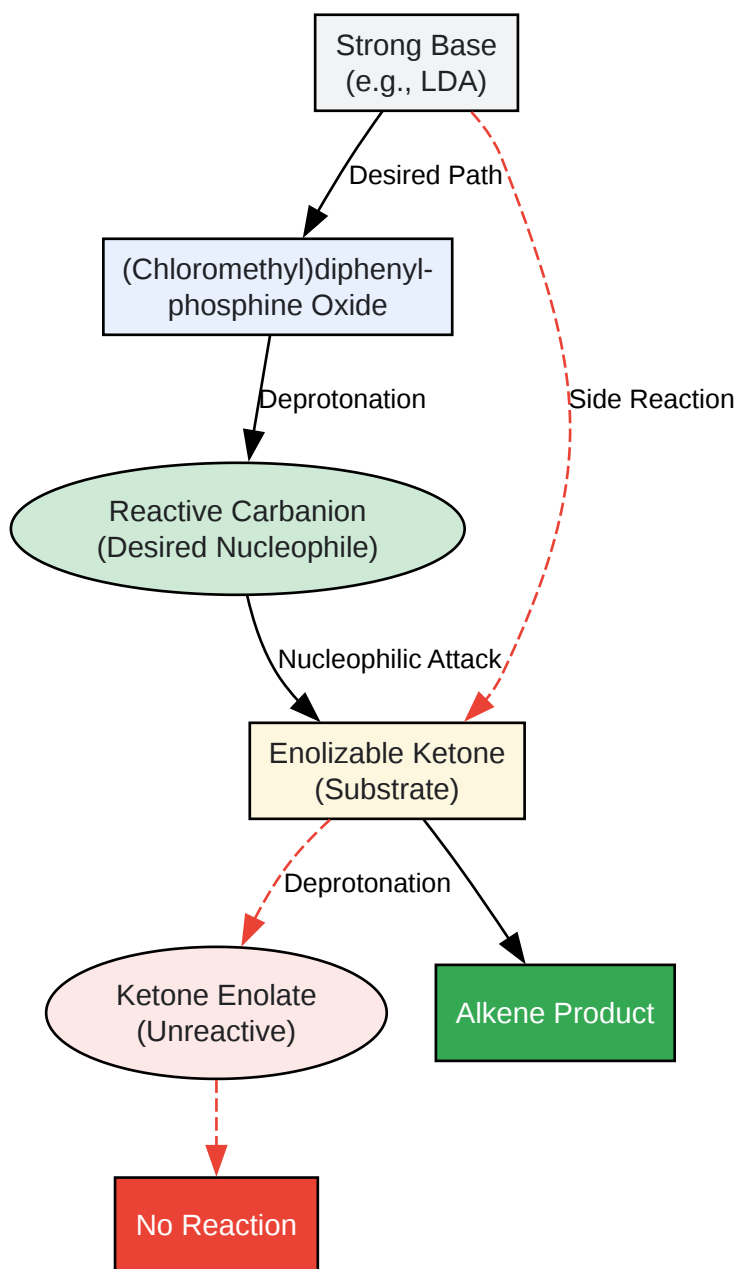 Strong Base
(e.g., LDA)
Desired Path
(Chloromethyl)diphenyl-
phosphine Oxide
Deprotonation
Side Reaction
Reactive Carbanion
(Desired Nucleophile)
Nucleophilic Attack
Enolizable Ketone
(Substrate)
Deprotonation
Ketone Enolate
(Unreactive)
Alkene Product
No Reaction